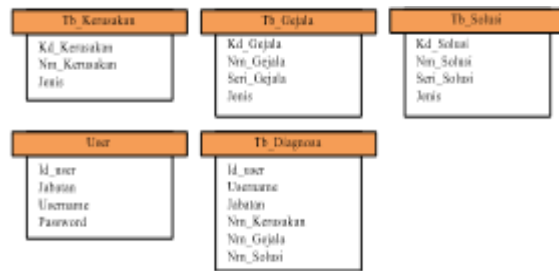 Tb_Kerusakan
Kd_Kerusakan
Nm_Kerusakan
Jenis
Tb_Gejala
Kd_Gejala
Nm_Gejala
Seri_Gejala
Jenis
Tb_Solusi
Kd_Solusi
Nm_Solusi
Seri_Solusi
Jenis
User
Id_user
Jabatan
Username
Password
Tb_Diagnosa
Id_user
Username
Jabatan
Nm_Kerusakan
Nm_Gejala
Nm_Solusi